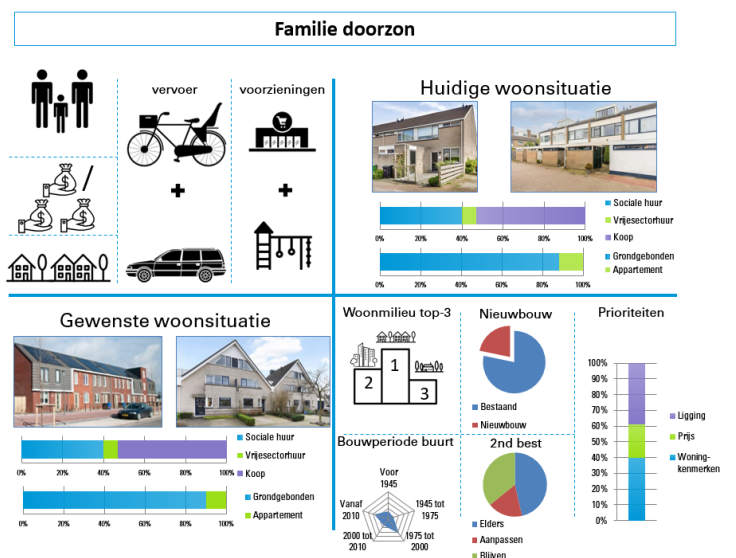 Familie doorzon
vervoer
voorzieningen
+
+
/
Huidige woonsituatie
Sociale huur
Vrijesectorhuur
Koop
0% 20% 40% 60% 80% 100%
Grondgebonden
Appartement
0% 20% 40% 60% 80% 100%
Gewenste woonsituatie
Sociale huur
Vrijesectorhuur
Koop
0% 20% 40% 60% 80% 100%
Grondgebonden
Appartement
0% 20% 40% 60% 80% 100%
Woonmilieu top-3
1
2
3
Nieuwbouw
Bestaand
Nieuwbouw
Bouwperiode buurt
Voor
1945
1945 tot
1975
1975 tot
2000
2000 tot
2010
Vanaf
2010
2nd best
Elders
Aanpassen
Blijven
Prioriteiten
100%
90%
80%
70%
60%
50%
40%
30%
20%
10%
0%
Ligging
Prijs
Woning-
kenmerken